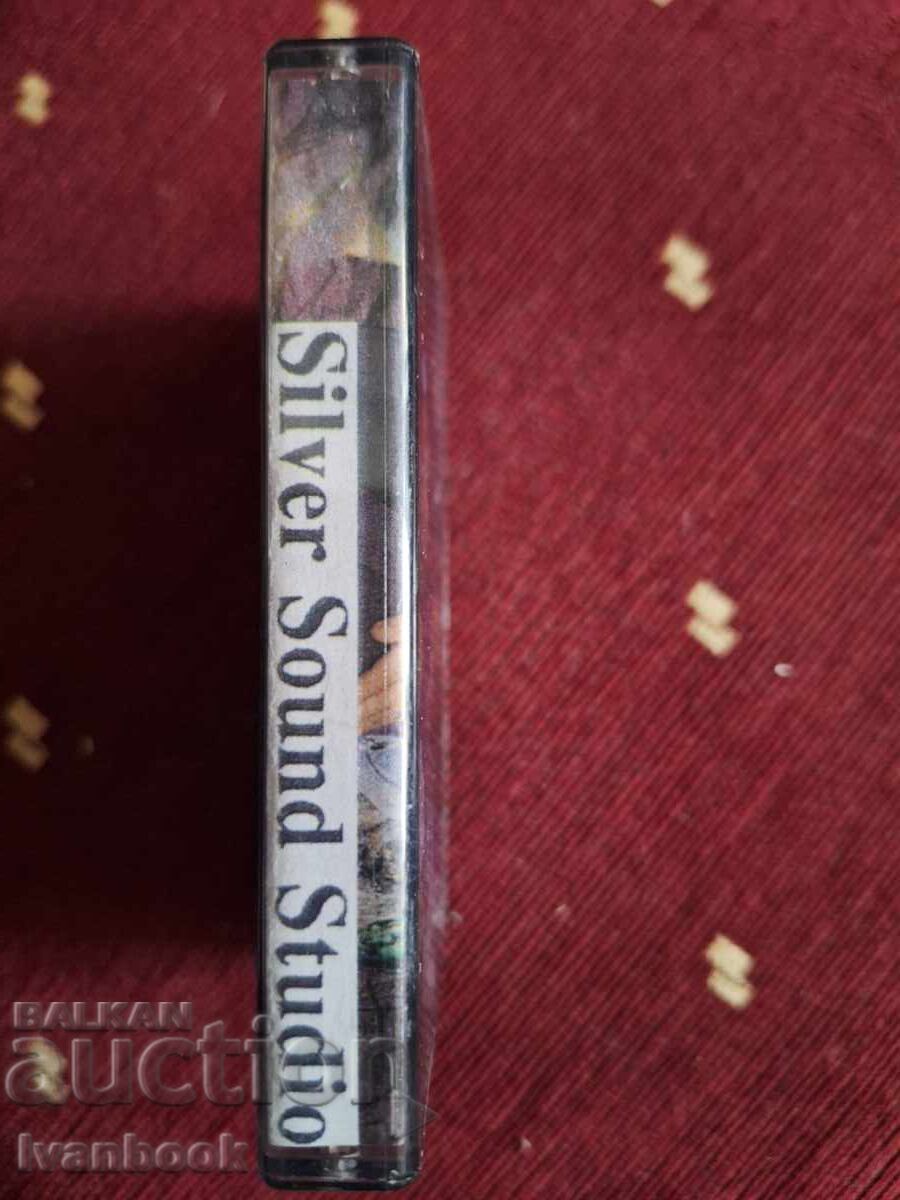 Silver Sound Studio
BALKAN
auction
Ivanbook